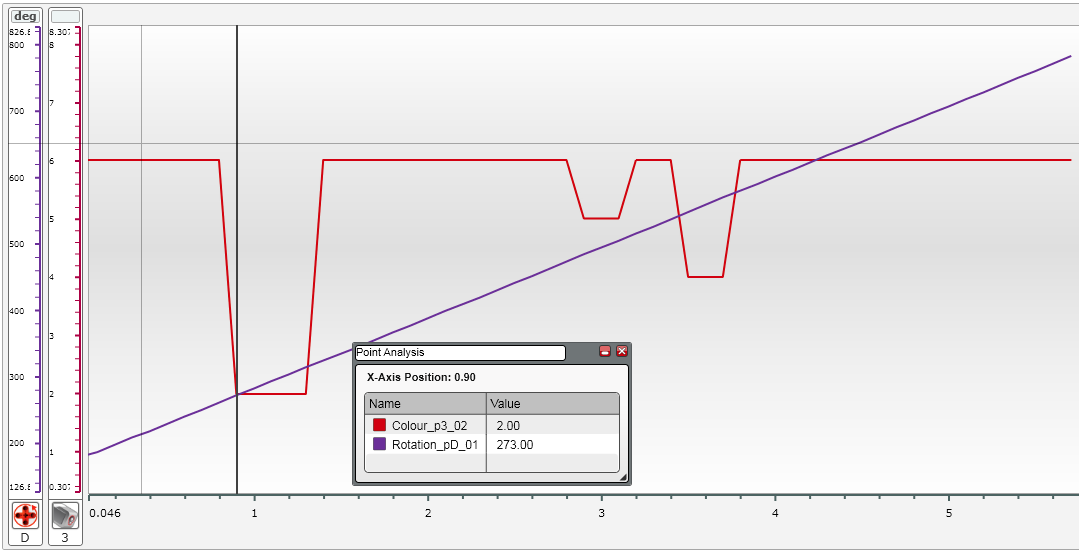 deg
826.8 8.307
800 8
7
700
6
600
5
500
4
400
3
300
2
200
1
126.8 0.307
0.046 1 2 3 4 5
D 3
Point Analysis
X-Axis Position: 0.90
Name Value
Colour_p3_02 2.00
Rotation_pD_01 273.00